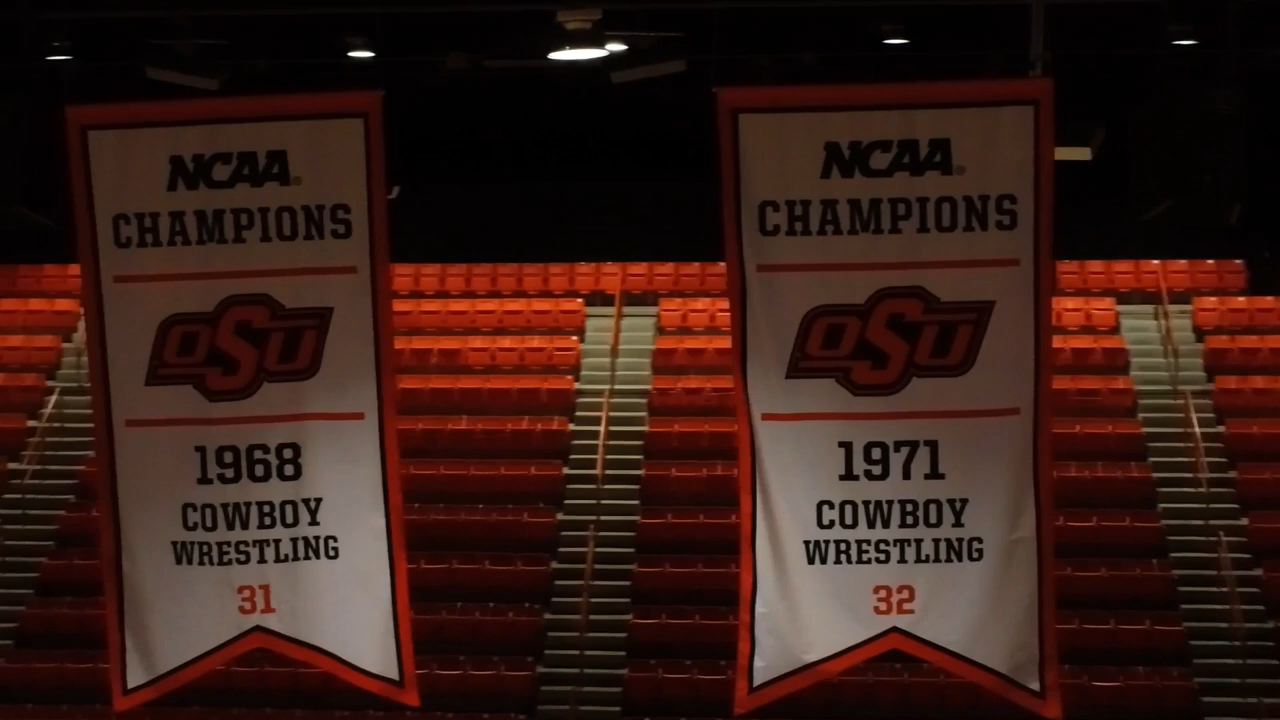 NCAA
CHAMPIONS
OSU
1968
COWBOY
WRESTLING
31
NCAA
CHAMPIONS
OSU
1971
COWBOY
WRESTLING
32